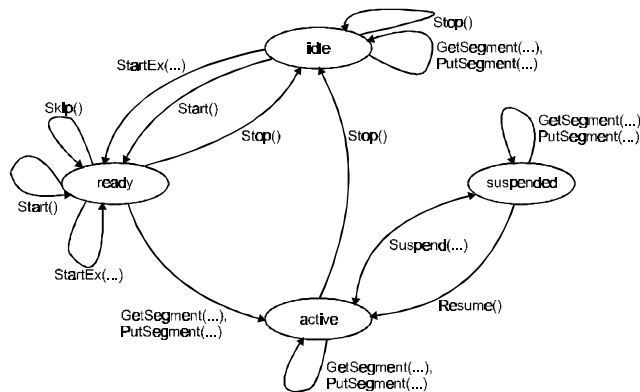 Stop()
idle
GetSegment(...),
PutSegment(...)
StartEx(...)
Start()
Skip()
Stop()
Stop()
GetSegment(...)
PutSegment(...)
ready
suspended
Start()
Suspend(...)
StartEx(...)
Resume()
GetSegment(...),
PutSegment(...)
active
GetSegment(...),
PutSegment(...)